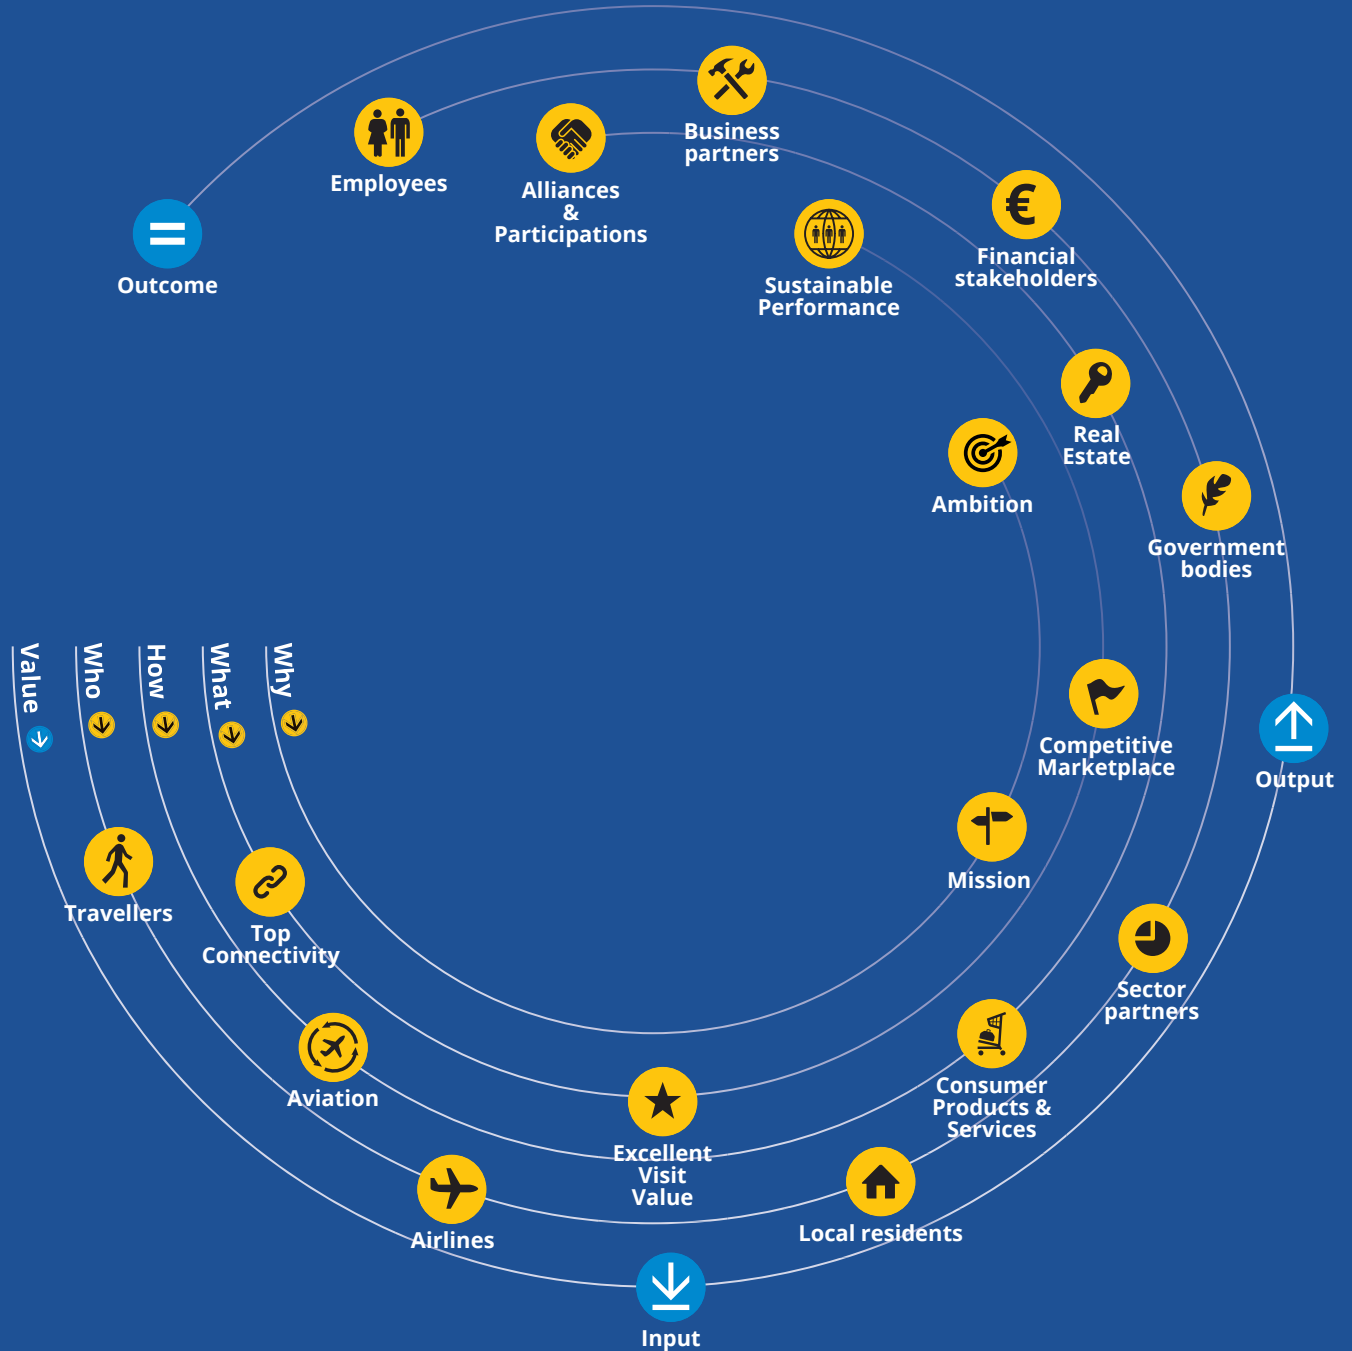 Business
partners
Employees
Alliances
&
Participations
Financial
stakeholders
Outcome
Sustainable
Performance
Real
Estate
Ambition
Government
bodies
Value
Who
How
What
Why
Competitive
Marketplace
Output
Mission
Travellers
Top
Connectivity
Sector
partners
Aviation
Consumer
Products &
Services
Excellent
Visit
Value
Airlines
Local residents
Input